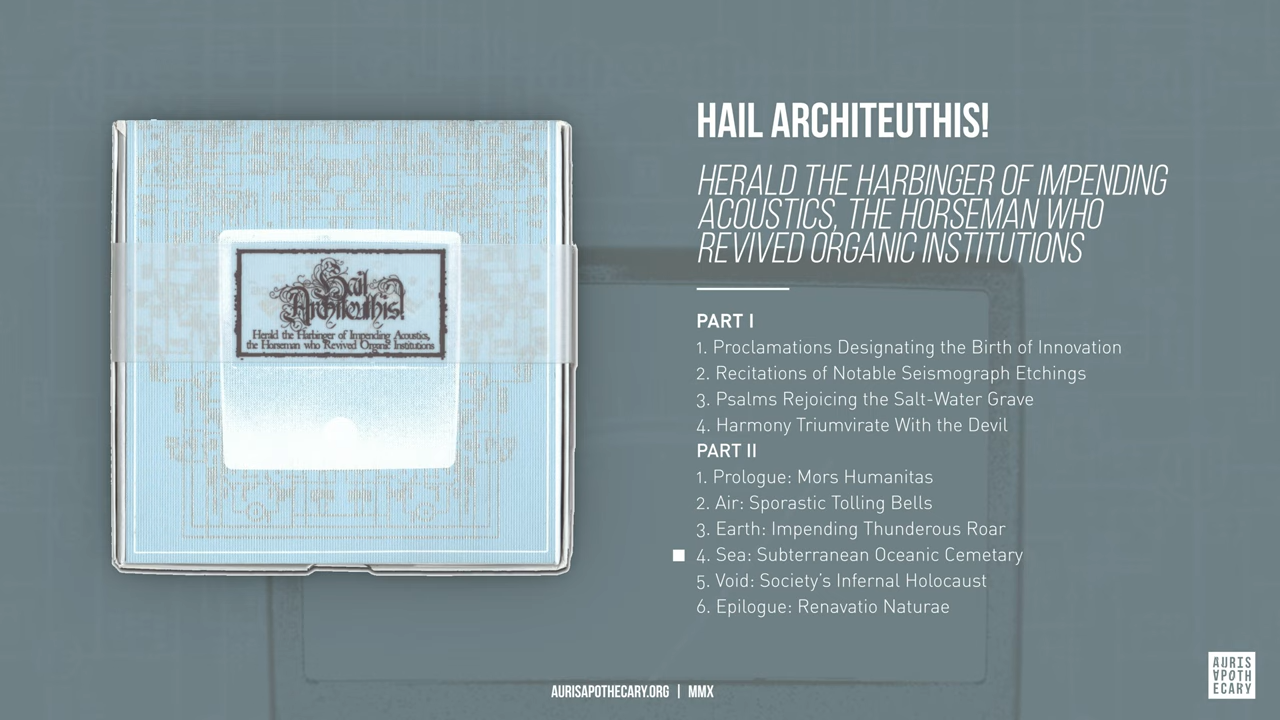 Hail
Architeuthis!
Herald the Harbinger of Impending Acoustics,
the Horseman who Revived Organic Institutions
HAIL ARCHITEUTHIS!
HERALD THE HARBINGER OF IMPENDING
ACOUSTICS, THE HORSEMAN WHO
REVIVED ORGANIC INSTITUTIONS
PART I
1. Proclamations Designating the Birth of Innovation
2. Recitations of Notable Seismograph Etchings
3. Psalms Rejoicing the Salt-Water Grave
4. Harmony Triumvirate With the Devil
PART II
1. Prologue: Mors Humanitas
2. Air: Sporastic Tolling Bells
3. Earth: Impending Thunderous Roar
4. Sea: Subterranean Oceanic Cemetary
5. Void: Society's Infernal Holocaust
6. Epilogue: Renavatio Naturae
AURISAPOTHECARY.ORG | MMX
AURIS
APOTH
ECARY